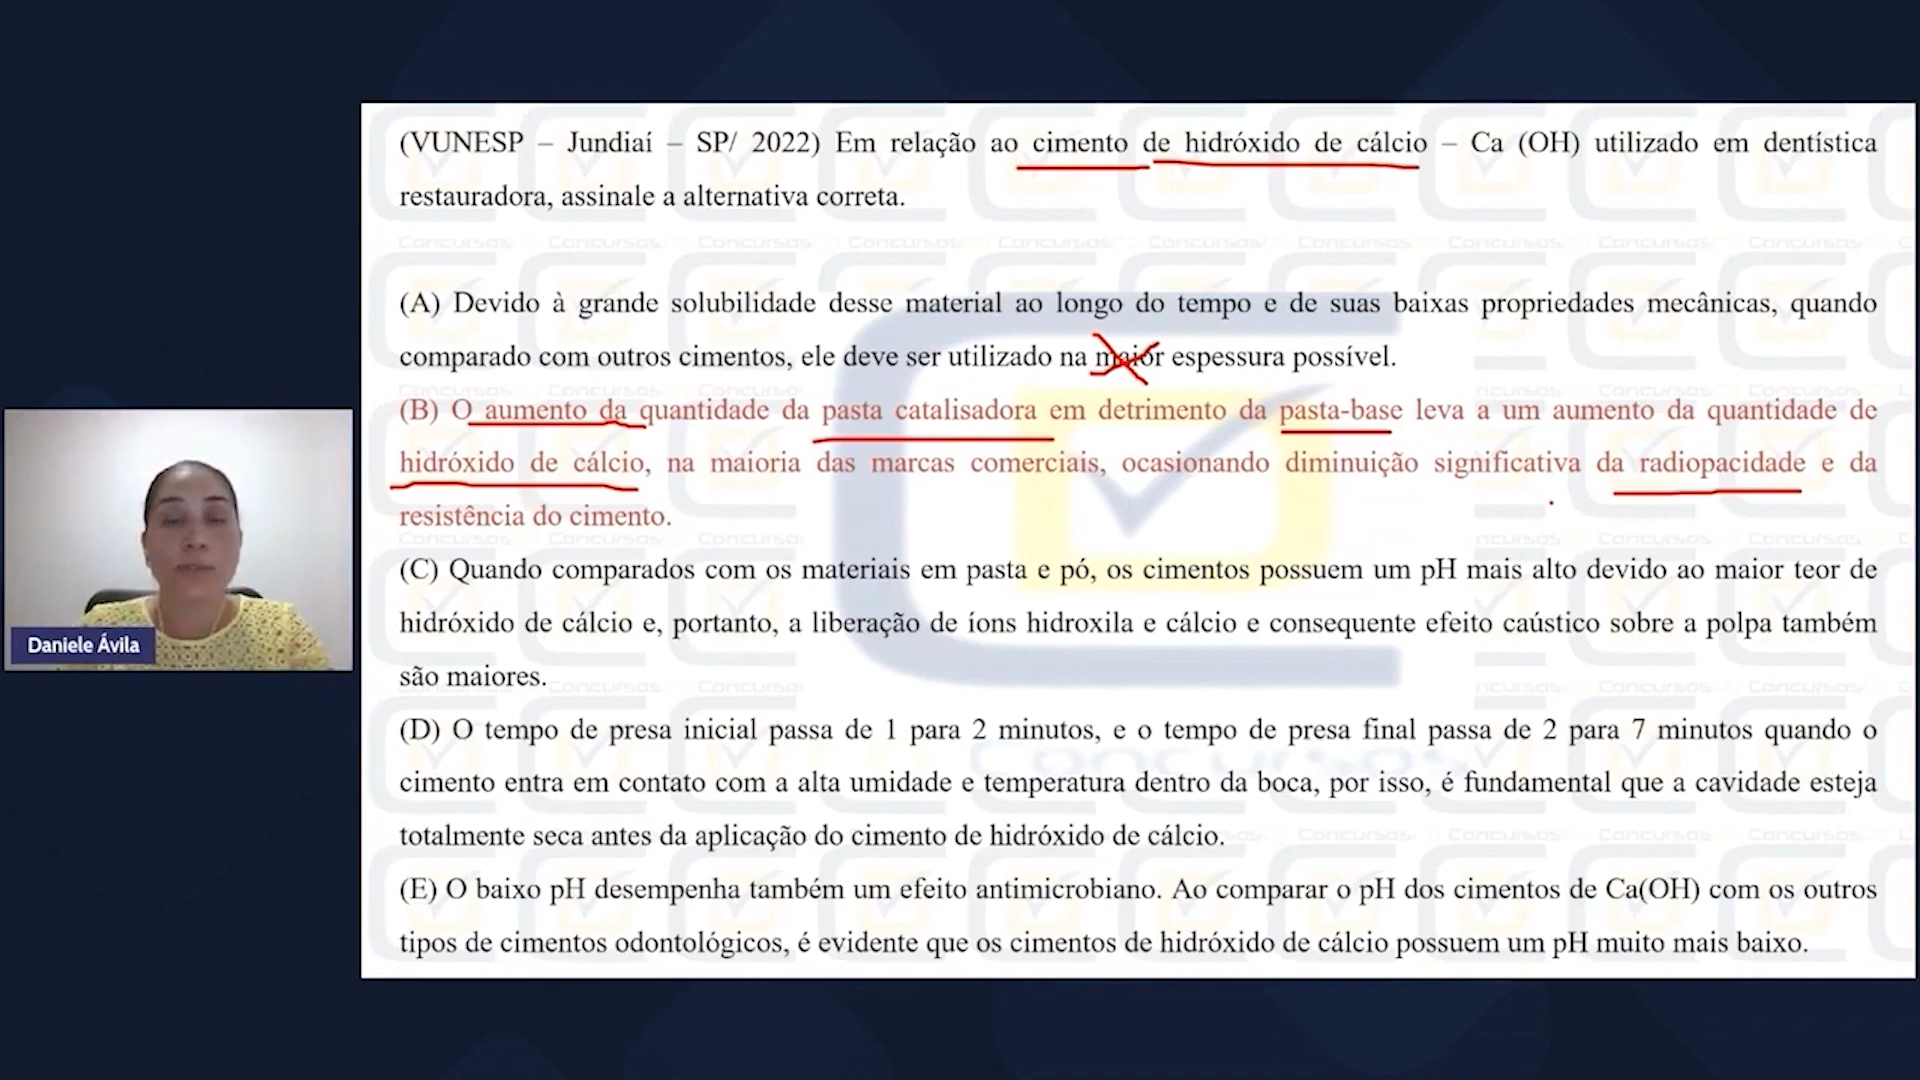 (VUNESP – Jundiaí – SP/ 2022) Em relação ao cimento de hidróxido de cálcio – Ca (OH) utilizado em dentística
restauradora, assinale a alternativa correta.
(A) Devido à grande solubilidade desse material ao longo do tempo e de suas baixas propriedades mecânicas, quando
comparado com outros cimentos, ele deve ser utilizado na maior espessura possível.
(B) O aumento da quantidade da pasta catalisadora em detrimento da pasta-base leva a um aumento da quantidade de
hidróxido de cálcio, na maioria das marcas comerciais, ocasionando diminuição significativa da radiopacidade e da
resistência do cimento.
(C) Quando comparados com os materiais em pasta e pó, os cimentos possuem um pH mais alto devido ao maior teor de
hidróxido de cálcio e, portanto, a liberação de íons hidroxila e cálcio e consequente efeito caústico sobre a polpa também
são maiores.
(D) O tempo de presa inicial passa de 1 para 2 minutos, e o tempo de presa final passa de 2 para 7 minutos quando o
cimento entra em contato com a alta umidade e temperatura dentro da boca, por isso, é fundamental que a cavidade esteja
totalmente seca antes da aplicação do cimento de hidróxido de cálcio.
(E) O baixo pH desempenha também um efeito antimicrobiano. Ao comparar o pH dos cimentos de Ca(OH) com os outros
tipos de cimentos odontológicos, é evidente que os cimentos de hidróxido de cálcio possuem um pH muito mais baixo.
Daniele Ávila